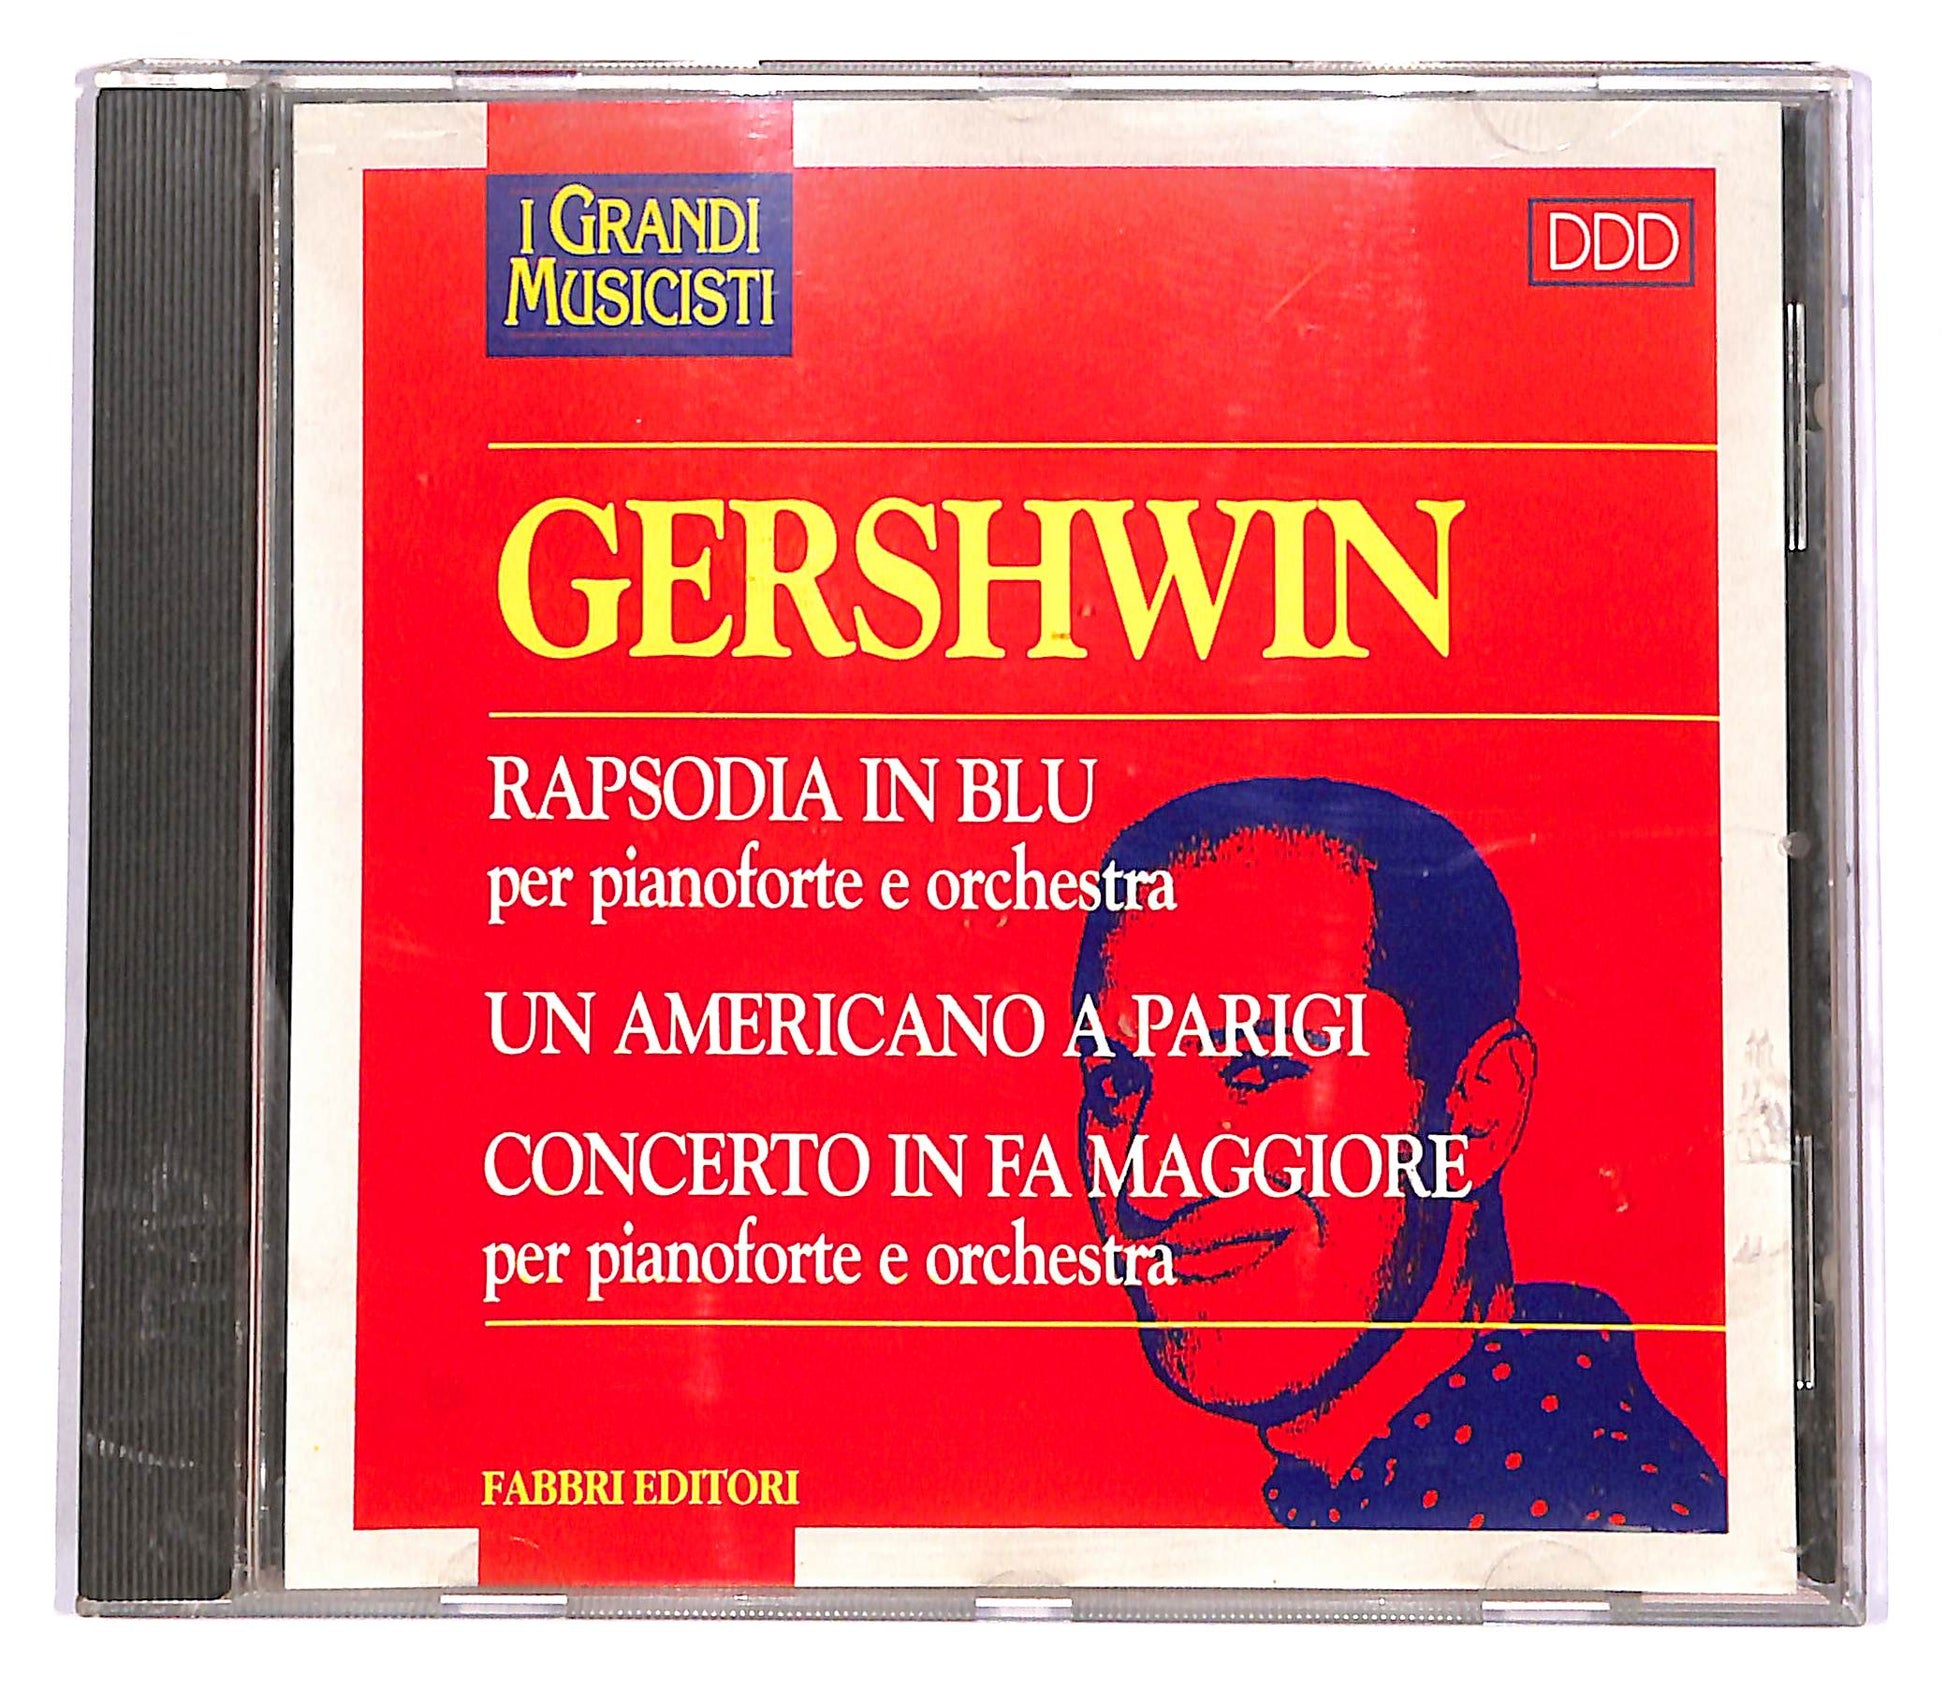 I GRANDI
MUSICISTI
DDD
GERSHWIN
RAPSODIA IN BLU
per pianoforte e orchestra
UN AMERICANO A PARIGI
CONCERTO IN FA MAGGIORE
per pianoforte e orchestra
FABBRI EDITORI